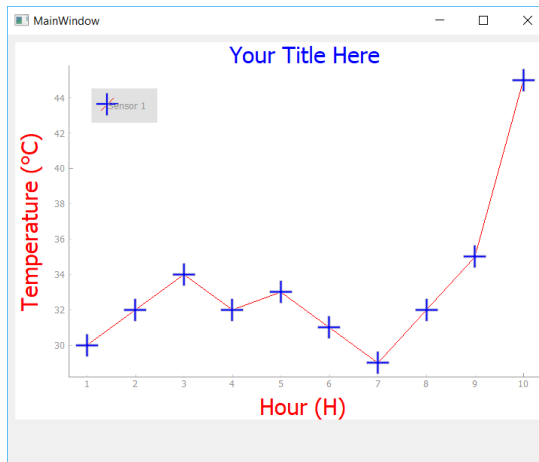 MainWindow
Your Title Here
Sensor 1
Temperature (°C)
44
42
40
38
36
34
32
30
1 2 3 4 5 6 7 8 9 10
Hour (H)